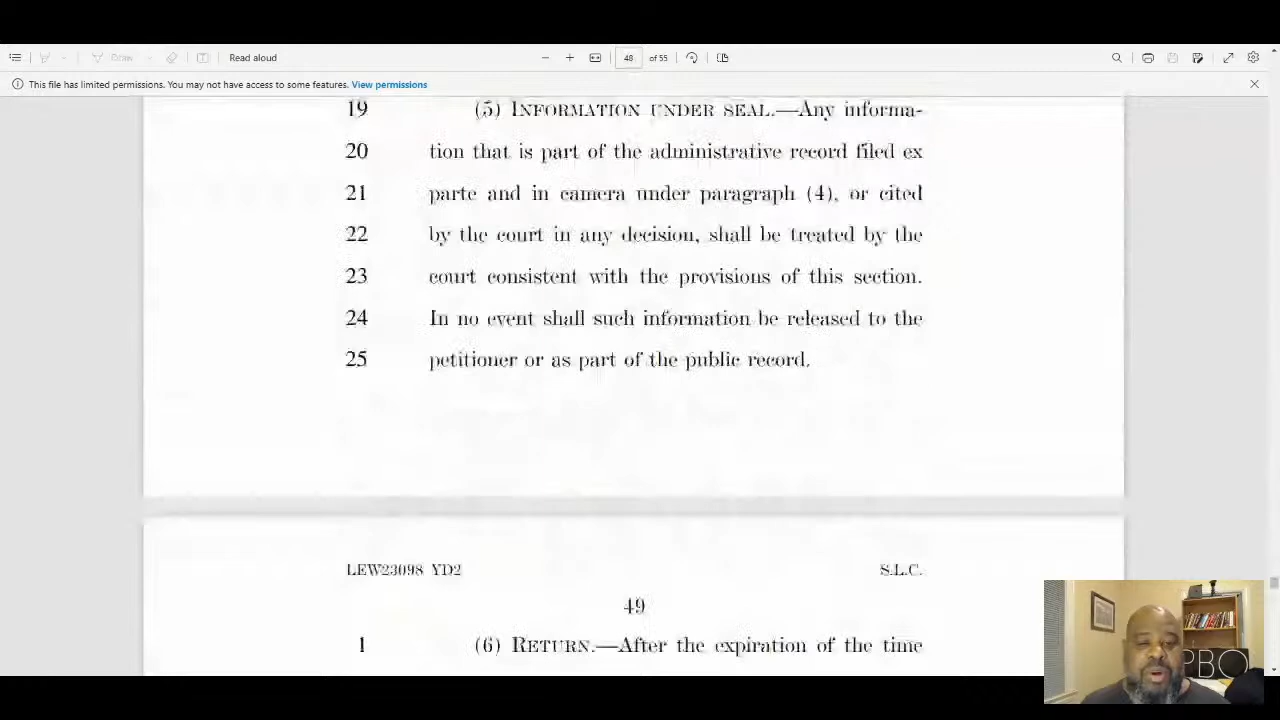 Draw
Read aloud
48 of 55
This file has limited permissions. You may not have access to some features. View permissions
19 (5) INFORMATION UNDER SEAL.—Any informa-
20 tion that is part of the administrative record filed ex
21 parte and in camera under paragraph (4), or cited
22 by the court in any decision, shall be treated by the
23 court consistent with the provisions of this section.
24 In no event shall such information be released to the
25 petitioner or as part of the public record.
LEW23098 YD2 S.L.C.
49
1 (6) RETURN.—After the expiration of the time
PBO